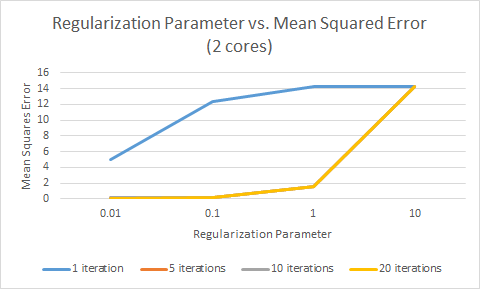 Regularization Parameter vs. Mean Squared Error
(2 cores)
Mean Squares Error
16
14
12
10
8
6
4
2
0
0.01 0.1 1 10
Regularization Parameter
1 iteration 5 iterations 10 iterations 20 iterations